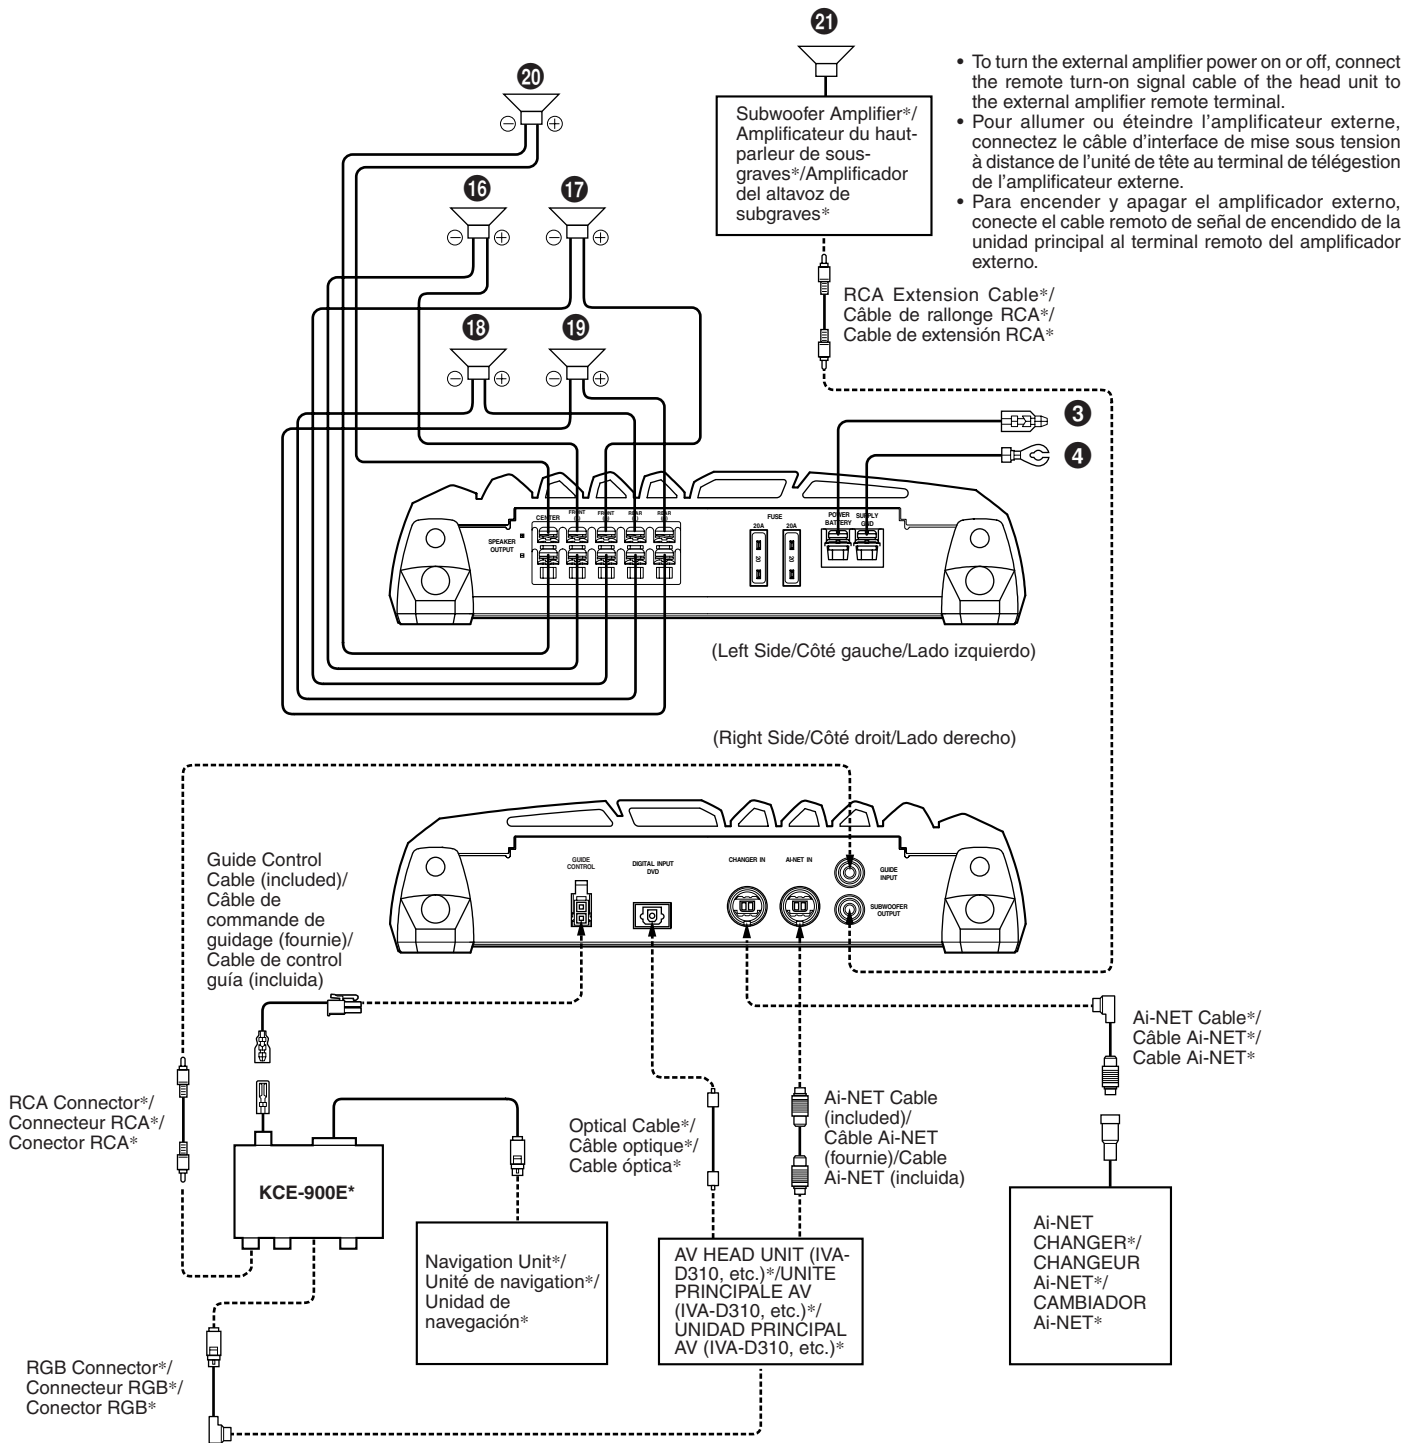 21
Subwoofer Amplifier*/
Amplificateur du haut-
parleur de sous-
graves*/Amplificador
del altavoz de
subgraves*
• To turn the external amplifier power on or off, connect
the remote turn-on signal cable of the head unit to
the external amplifier remote terminal.
• Pour allumer ou éteindre l’amplificateur externe,
connectez le câble d’interface de mise sous tension
à distance de l’unité de tête au terminal de télégestion
de l’amplificateur externe.
• Para encender y apagar el amplificador externo,
conecte el cable remoto de señal de encendido de la
unidad principal al terminal remoto del amplificador
externo.
20
⊖ ⊕
16
⊖ ⊕
17
⊖ ⊕
18
⊖ ⊕
19
⊖ ⊕
RCA Extension Cable*/
Câble de rallonge RCA*/
Cable de extensión RCA*
3
4
CENTER
FRONT
FRONT
REAR
REAR
SPEAKER
OUTPUT
FUSE
20A 20A
20 20
POWER SUPPLY
BATTERY GND
(Left Side/Côté gauche/Lado izquierdo)
(Right Side/Côté droit/Lado derecho)
GUIDE
CONTROL
DIGITAL INPUT
DVD
CHANGER IN
AI-NET IN
GUIDE
INPUT
SUBWOOFER
OUTPUT
Guide Control
Cable (included)/
Câble de
commande de
guidage (fournie)/
Cable de control
guía (incluida)
RCA Connector*/
Connecteur RCA*/
Conector RCA*
KCE-900E*
Navigation Unit*/
Unité de navigation*/
Unidad de
navegación*
Optical Cable*/
Câble optique*/
Cable óptica*
Ai-NET Cable
(included)/
Câble Ai-NET
(fournie)/Cable
Ai-NET (incluida)
Ai-NET Cable*/
Câble Ai-NET*/
Cable Ai-NET*
AV HEAD UNIT (IVA-
D310, etc.)*/UNITE
PRINCIPALE AV
(IVA-D310, etc.)*/
UNIDAD PRINCIPAL
AV (IVA-D310, etc.)*
Ai-NET
CHANGER*/
CHANGEUR
Ai-NET*/
CAMBIADOR
Ai-NET*
RGB Connector*/
Connecteur RGB*/
Conector RGB*